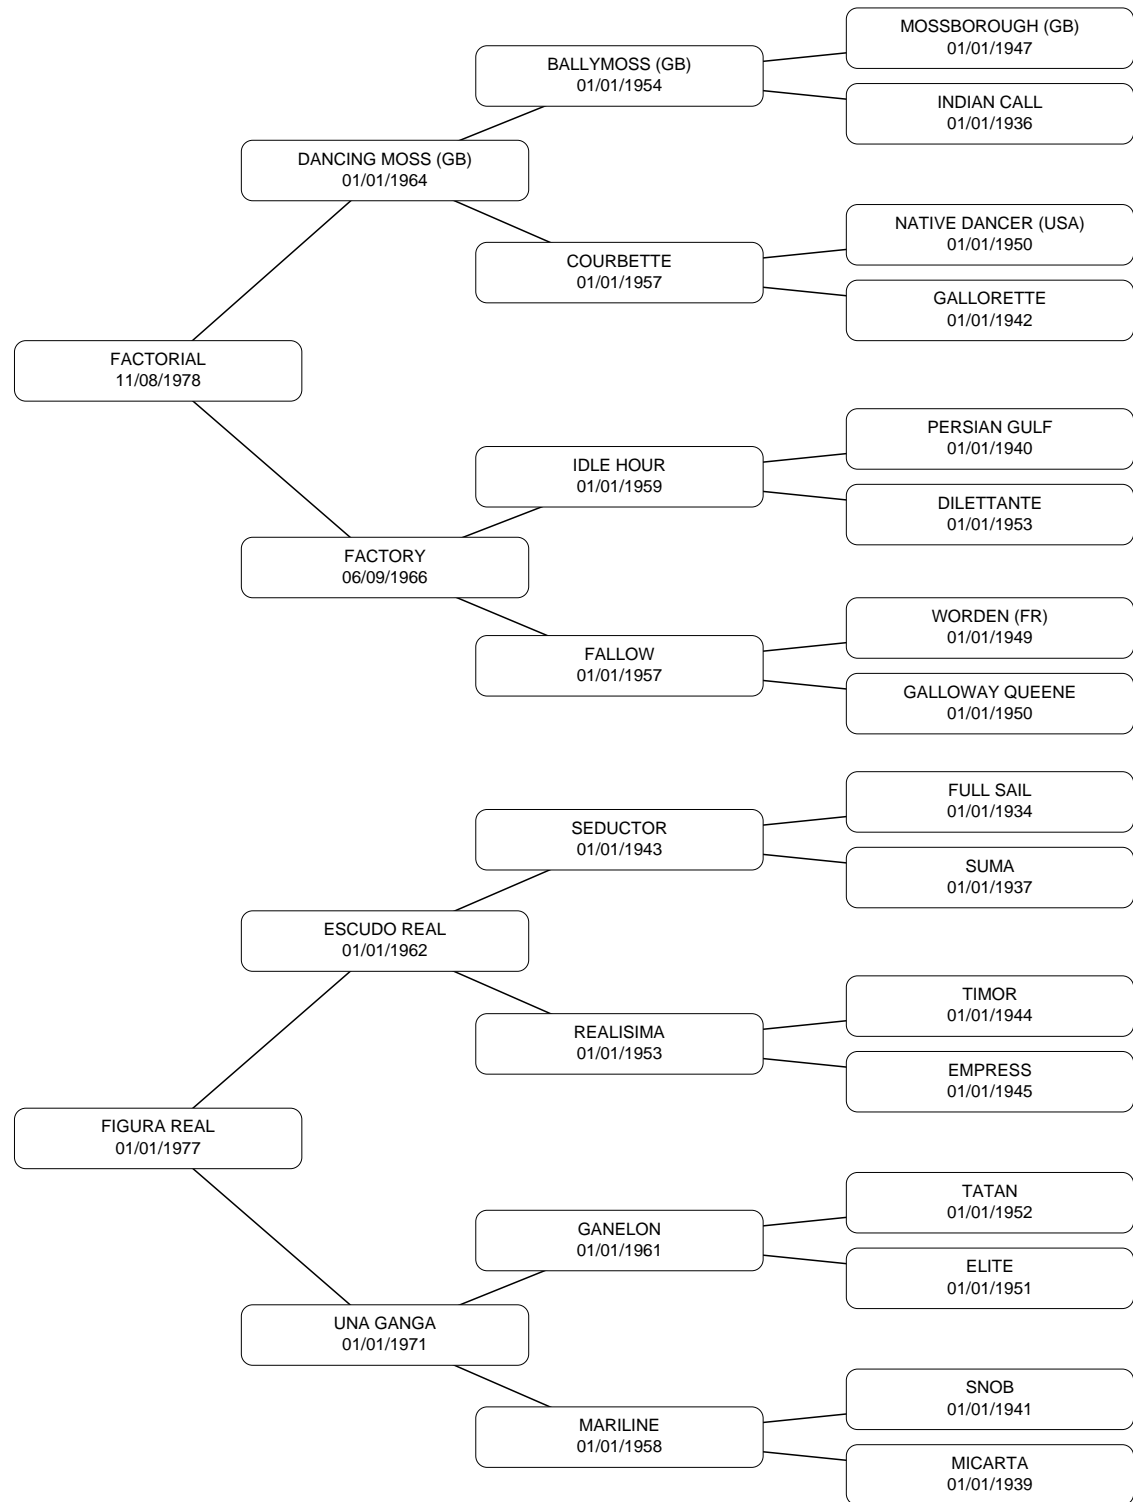 MOSSBOROUGH (GB)
01/01/1947
BALLYMOSS (GB)
01/01/1954
INDIAN CALL
01/01/1936
DANCING MOSS (GB)
01/01/1964
NATIVE DANCER (USA)
01/01/1950
COURBETTE
01/01/1957
GALLORETTE
01/01/1942
FACTORIAL
11/08/1978
PERSIAN GULF
01/01/1940
IDLE HOUR
01/01/1959
DILETTANTE
01/01/1953
FACTORY
06/09/1966
WORDEN (FR)
01/01/1949
FALLOW
01/01/1957
GALLOWAY QUEENE
01/01/1950
FULL SAIL
01/01/1934
SEDUCTOR
01/01/1943
SUMA
01/01/1937
ESCUDO REAL
01/01/1962
TIMOR
01/01/1944
REALISIMA
01/01/1953
EMPRESS
01/01/1945
FIGURA REAL
01/01/1977
TATAN
01/01/1952
GANELON
01/01/1961
ELITE
01/01/1951
UNA GANGA
01/01/1971
SNOB
01/01/1941
MARILINE
01/01/1958
MICARTA
01/01/1939